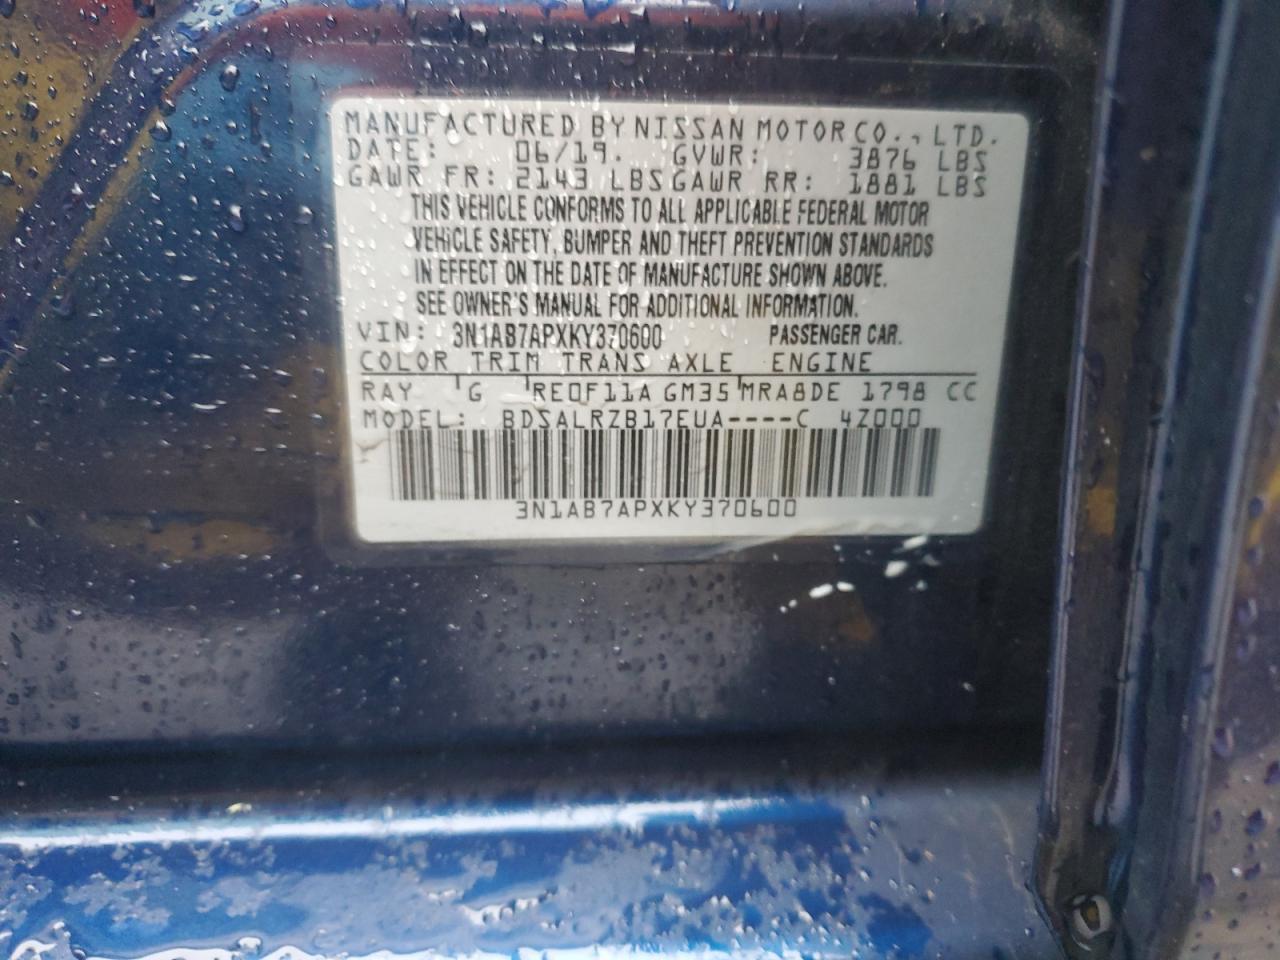 MANUFACTURED BY NISSAN MOTOR CO., LTD.
DATE: 06/19. GVWR: 3876 LBS
GAWR FR: 2143 LBS GAWR RR: 1881 LBS
THIS VEHICLE CONFORMS TO ALL APPLICABLE FEDERAL MOTOR
VEHICLE SAFETY, BUMPER AND THEFT PREVENTION STANDARDS
IN EFFECT ON THE DATE OF MANUFACTURE SHOWN ABOVE.
SEE OWNER'S MANUAL FOR ADDITIONAL INFORMATION.
VIN: 3N1AB7APXKY370600 PASSENGER CAR.
COLOR TRIM TRANS AXLE ENGINE
RAY G RE0F11A GM35 MRA8DE 1798 CC
MODEL: BDSALRZB17EUA----C 4Z000
3N1AB7APXKY370600